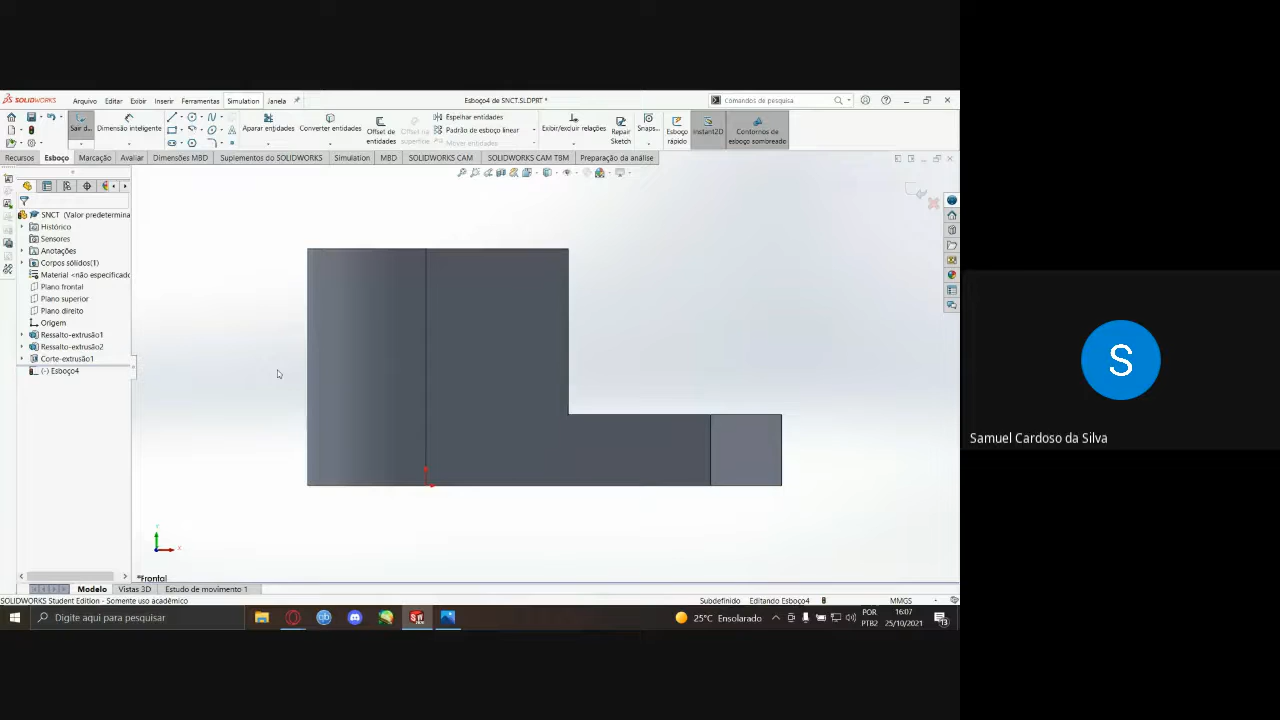 SOLIDWORKS Arquivo Editar Exibir Inserir Ferramentas Simulation Janela Esboço4 de SNCT.SLDPRT * Comandos de pesquisa
Sair d... Dimensão inteligente Aparar entidades Converter entidades Offset de entidades Offset na superfície Espelhar entidades Padrão de esboço linear Mover entidades Exibir/excluir relações Repair Sketch Snaps... Esboço rápido Instant2D Contornos de esboço sombreado
Recursos Esboço Marcação Avaliar Dimensões MBD Suplementos do SOLIDWORKS Simulation MBD SOLIDWORKS CAM SOLIDWORKS CAM TBM Preparação da análise
SNCT (Valor predetermina
Histórico
Sensores
Anotações
Corpos sólidos(1)
Material <não especificado
Plano frontal
Plano superior
Plano direito
Origem
Ressalto-extrusão1
Ressalto-extrusão2
Corte-extrusão1
(-) Esboço4
S
Samuel Cardoso da Silva
Y
X
*Frontal
Modelo Vistas 3D Estudo de movimento 1
SOLIDWORKS Student Edition - Somente uso acadêmico Subdefinido Editando Esboço4 MMGS
Digite aqui para pesquisar 25°C Ensolarado POR PTB2 16:07 25/10/2021